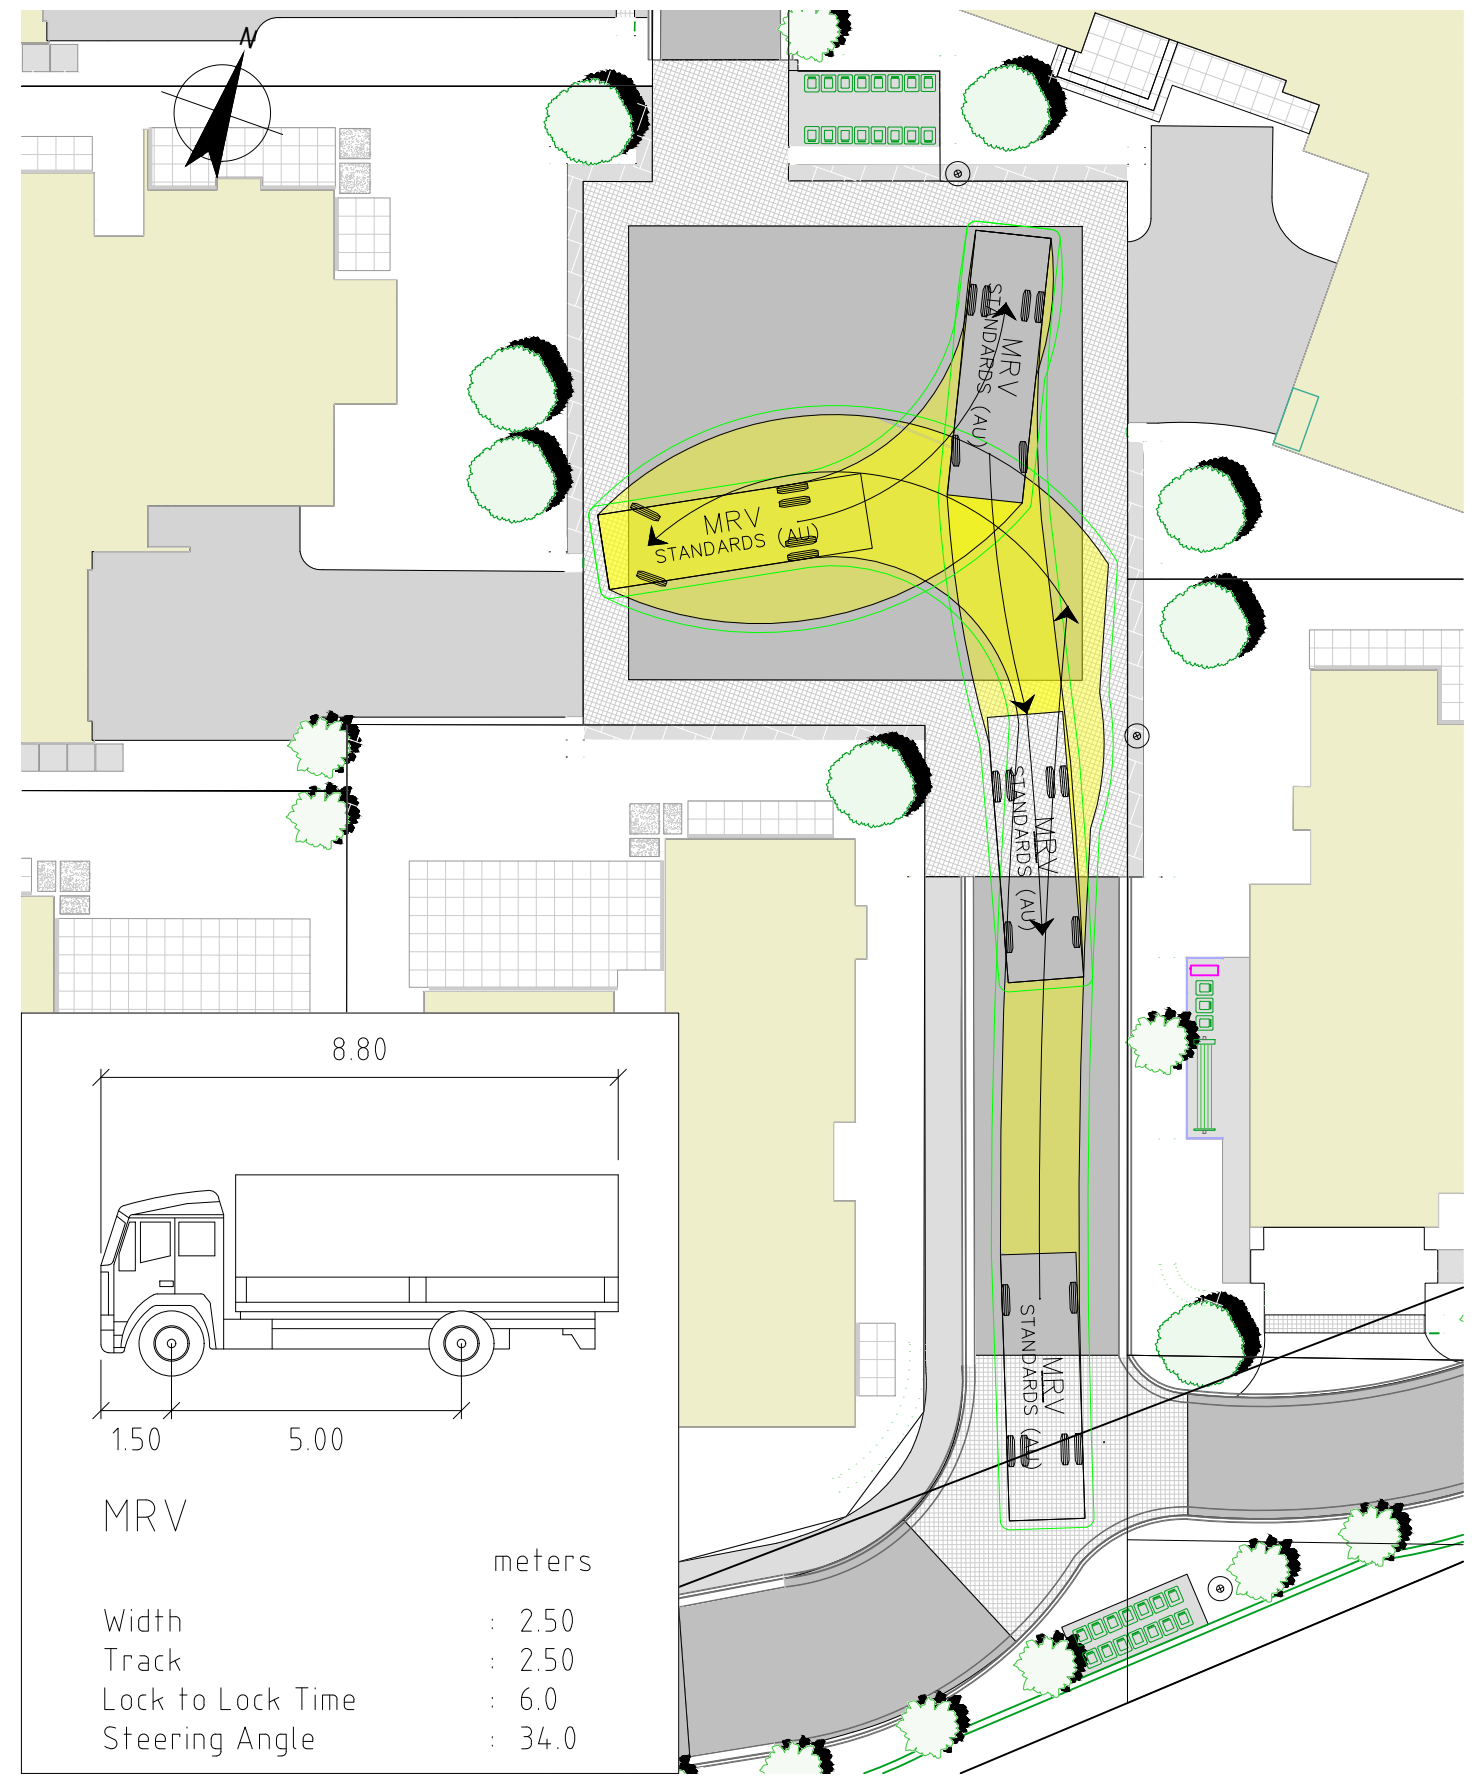 N
MRV
STANDARDS (AU)
MRV
STANDARDS (AU)
MRV
STANDARDS (AU)
MRV
STANDARDS (AU)
8.80
1.50
5.00
MRV
meters
Width : 2.50
Track : 2.50
Lock to Lock Time : 6.0
Steering Angle : 34.0